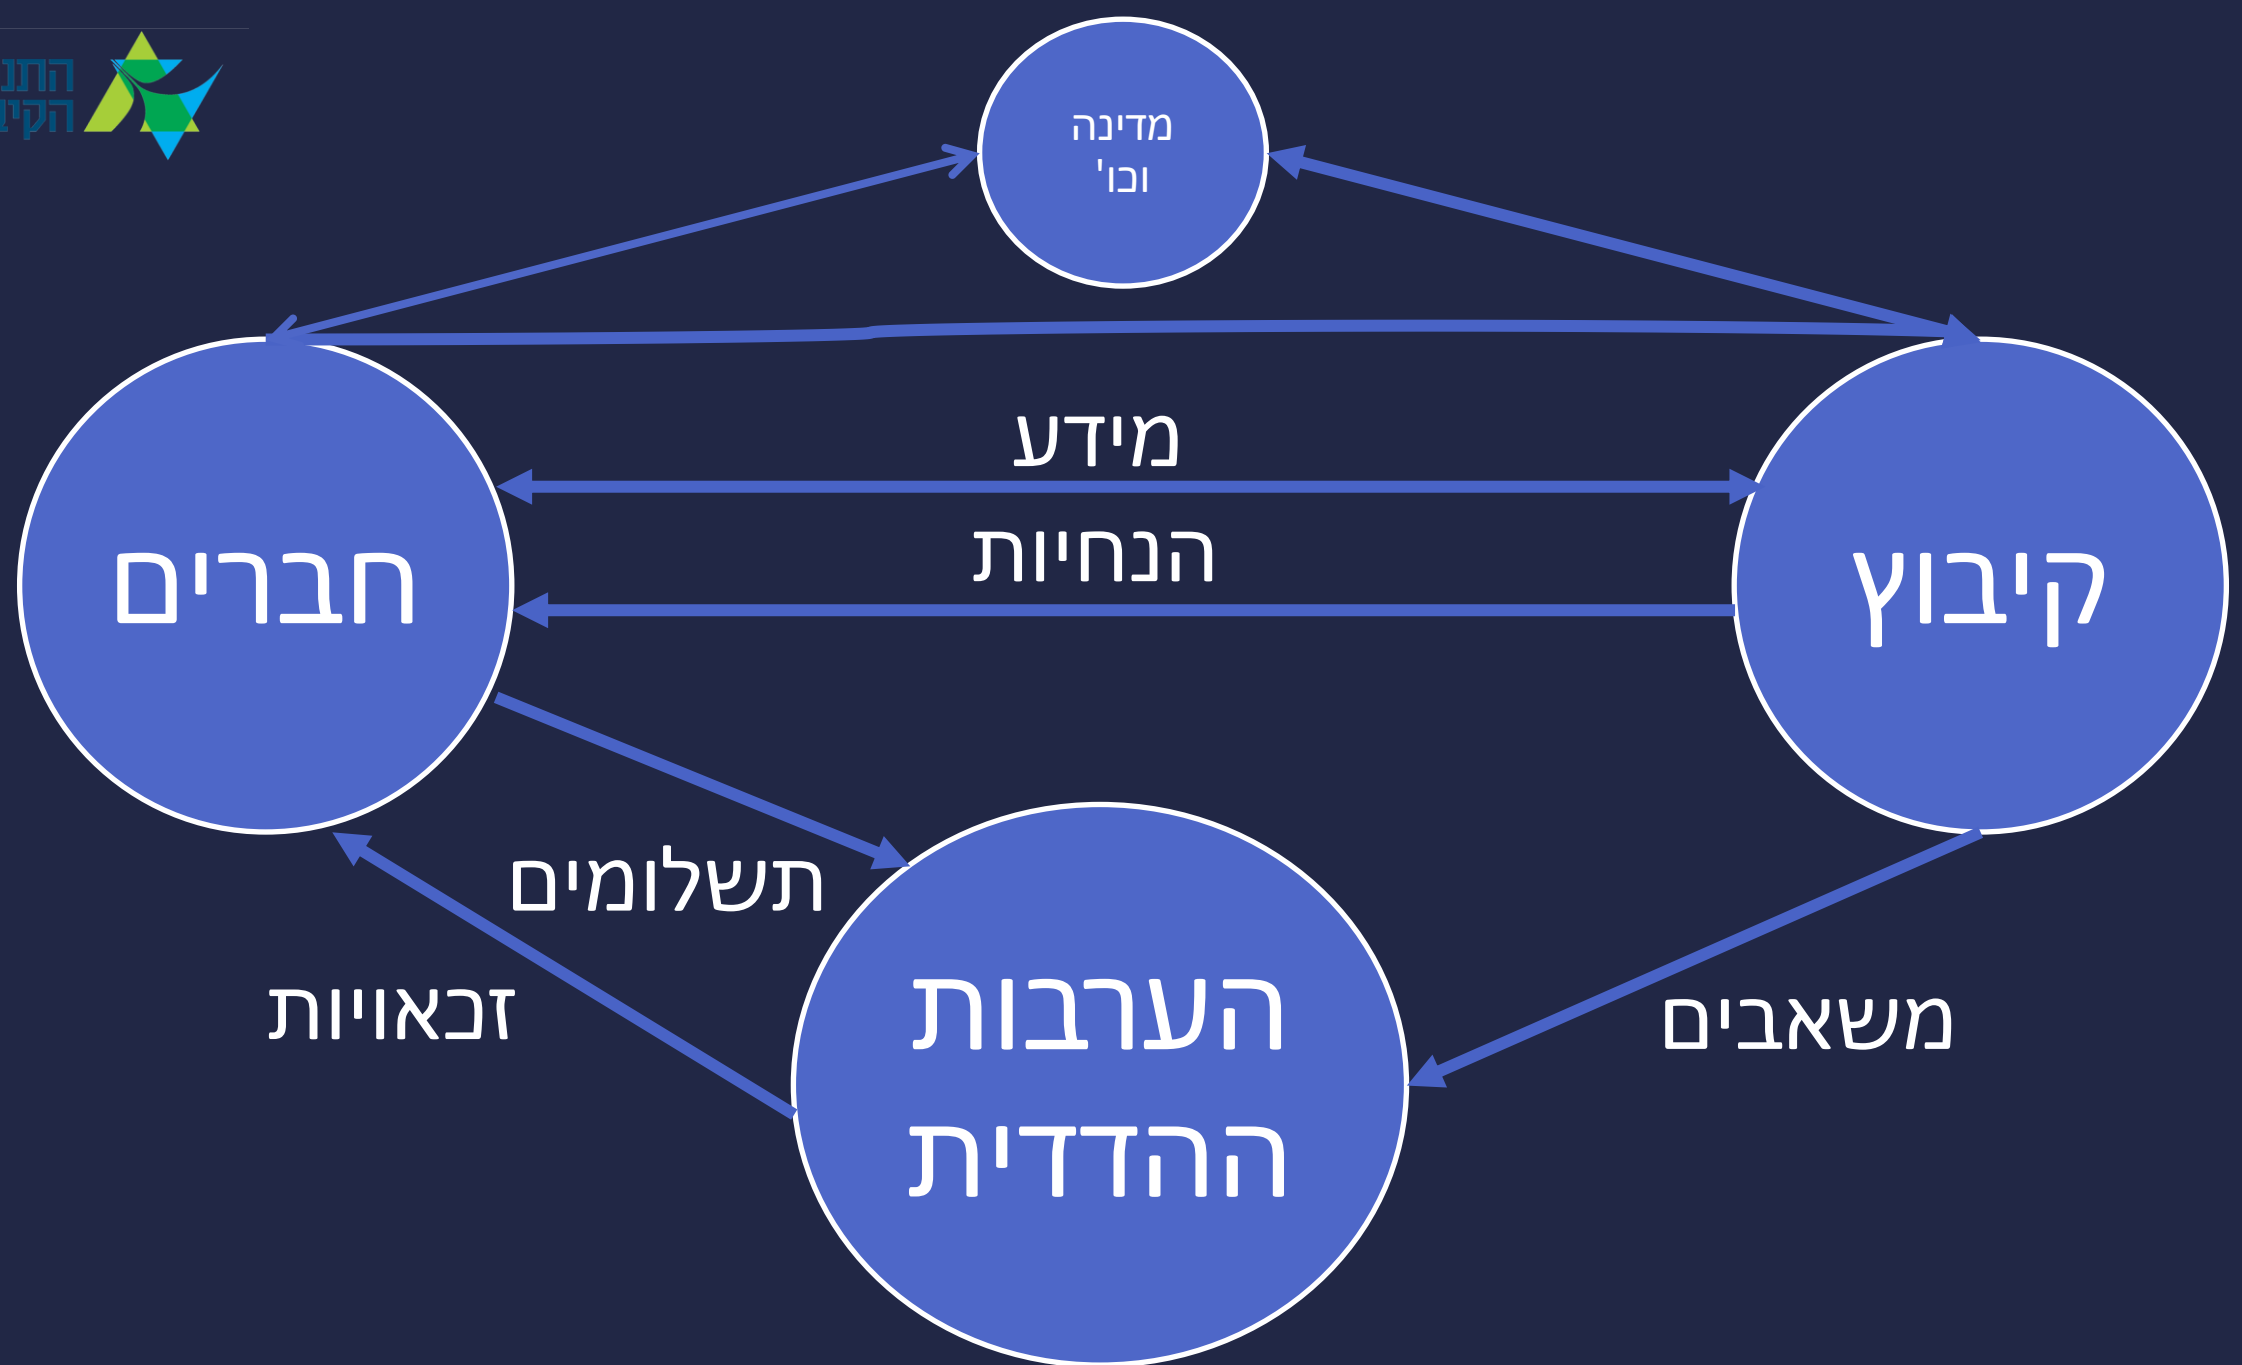 מדינה
וכו'
מידע
הנחיות
קיבוץ
חברים
תשלומים
זכאויות
משאבים
הערבות
ההדדית